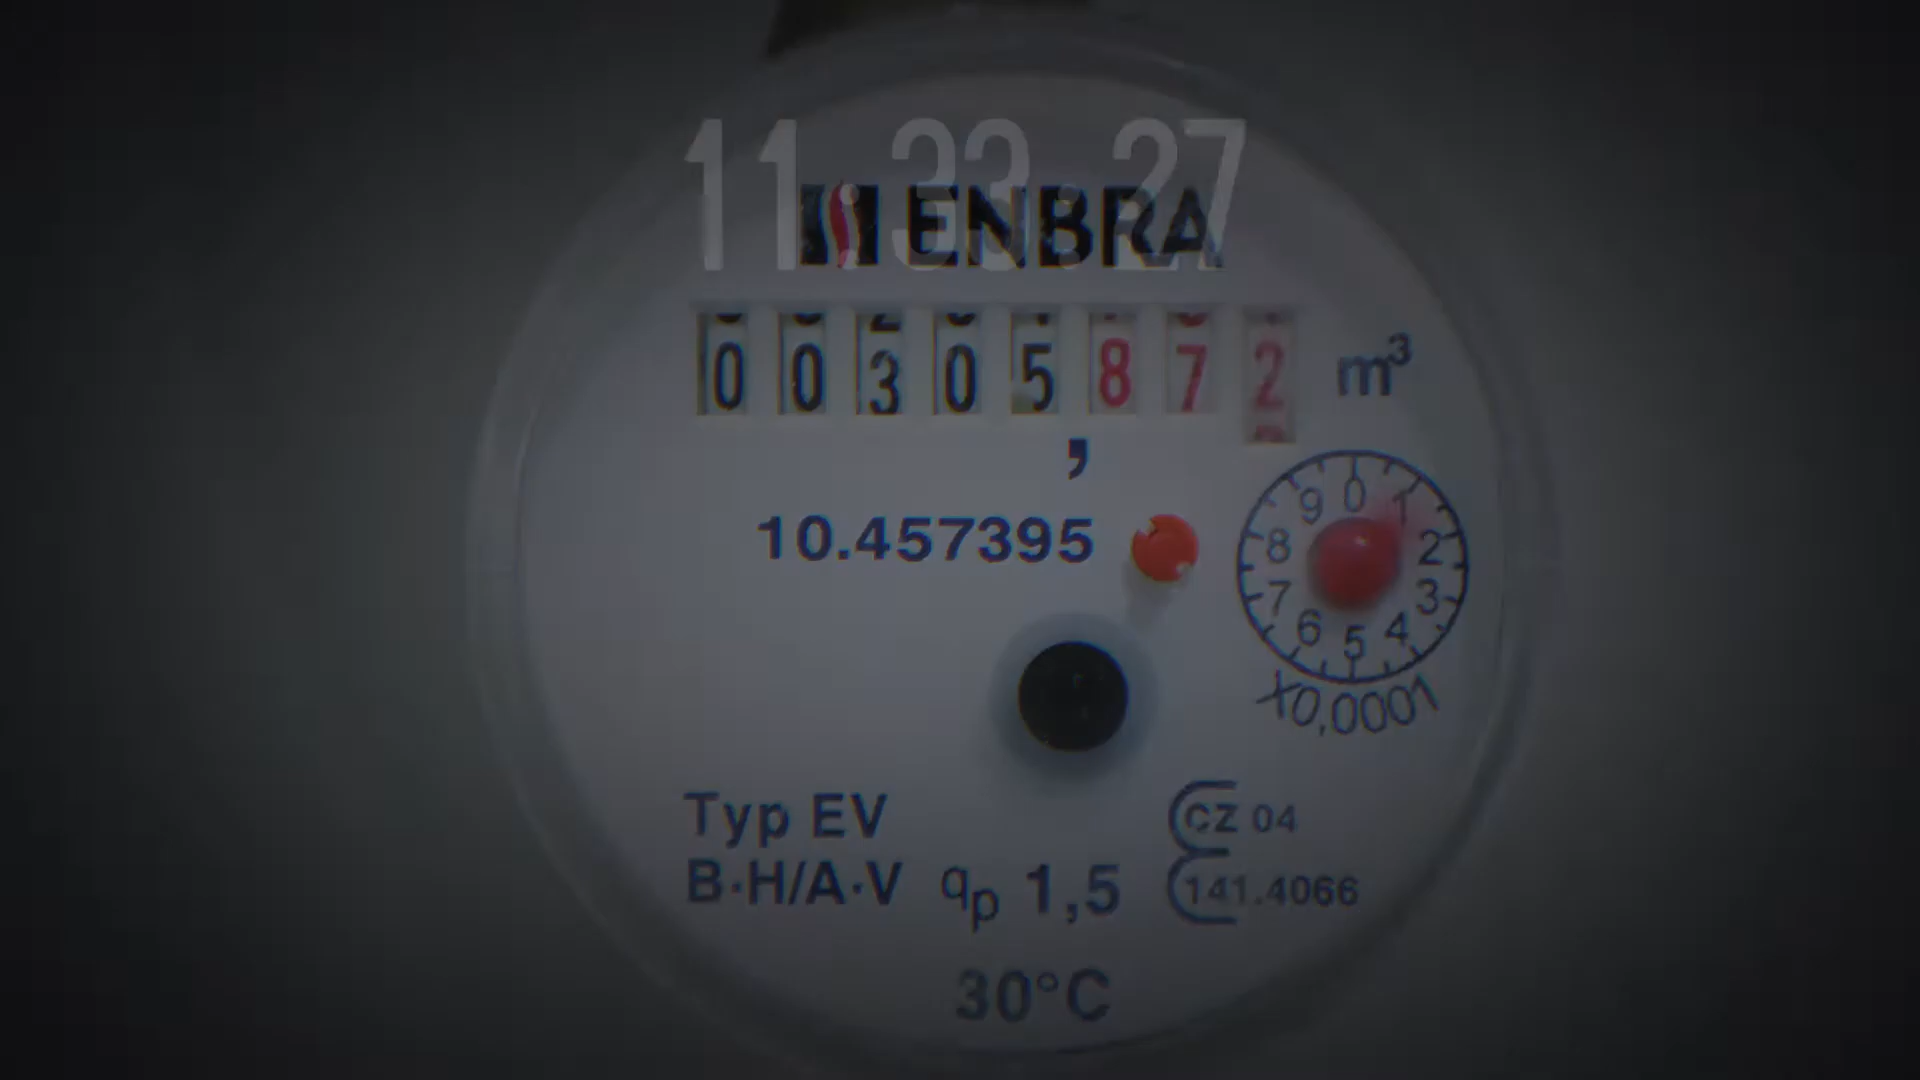 11:33:27
ENBRA
00305872 m³
,
10.457395
0 1 2 3 4 5 6 7 8 9
X0,0001
Typ EV
B·H/A·V qp 1,5
CZ 04
141.4066
30°C